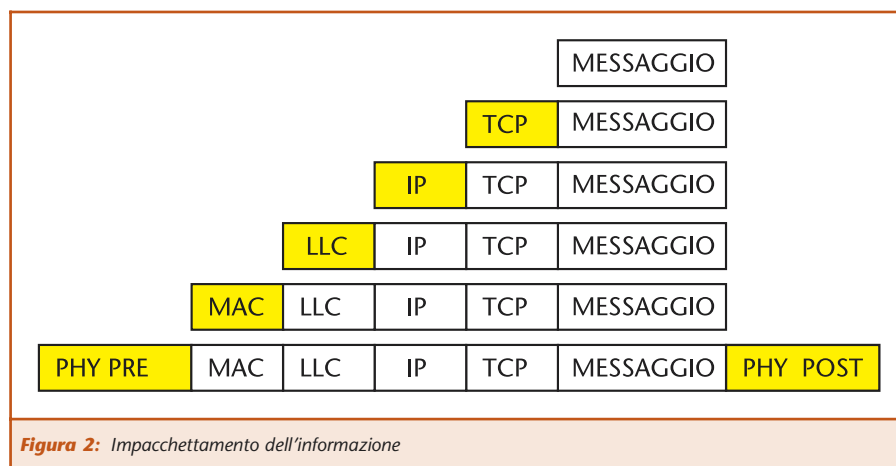 MESSAGGIO
TCP MESSAGGIO
IP TCP MESSAGGIO
LLC IP TCP MESSAGGIO
MAC LLC IP TCP MESSAGGIO
PHY PRE MAC LLC IP TCP MESSAGGIO PHY POST
Figura 2: Impacchettamento dell'informazione